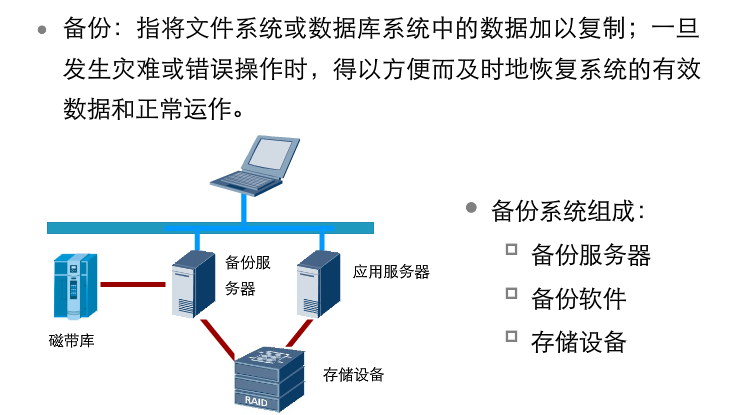 备份：指将文件系统或数据库系统中的数据加以复制；一旦
发生灾难或错误操作时，得以方便而及时地恢复系统的有效
数据和正常运作。
备份系统组成：
备份服务器
备份软件
存储设备
备份服
务器
应用服务器
磁带库
存储设备
RAID